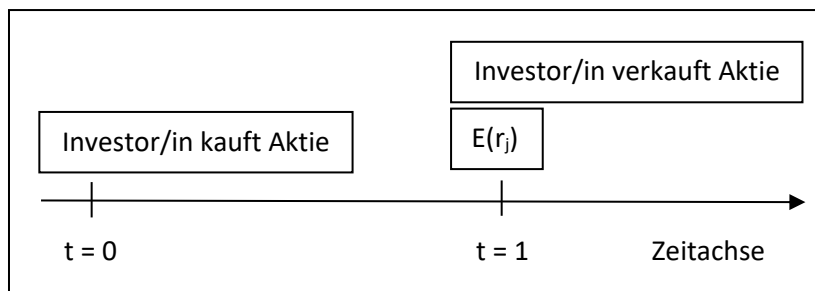 Investor/in verkauft Aktie
Investor/in kauft Aktie
E(rⱼ)
t = 0
t = 1
Zeitachse